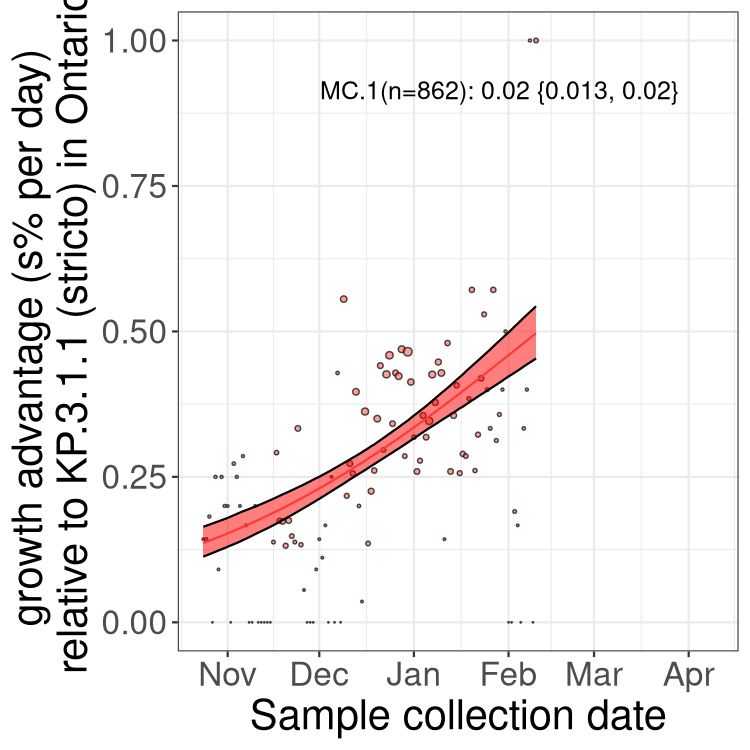 growth advantage (s% per day)
relative to KP.3.1.1 (stricto) in Ontario
1.00
0.75
0.50
0.25
0.00
MC.1(n=862): 0.02 {0.013, 0.02}
Nov Dec Jan Feb Mar Apr
Sample collection date